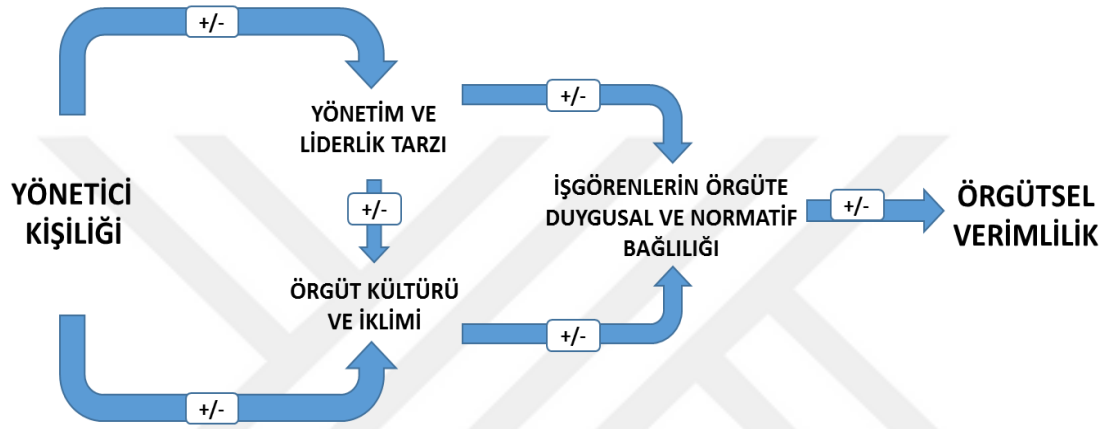 +/-
YÖNETİM VE
LİDERLİK TARZI
+/-
YÖNETİCİ
KİŞİLİĞİ
+/-
İŞGÖRENLERİN ÖRGÜTE
DUYGUSAL VE NORMATİF
BAĞLILIĞI
+/-
ÖRGÜTSEL
VERİMLİLİK
ÖRGÜT KÜLTÜRÜ
VE İKLİMİ
+/-
+/-